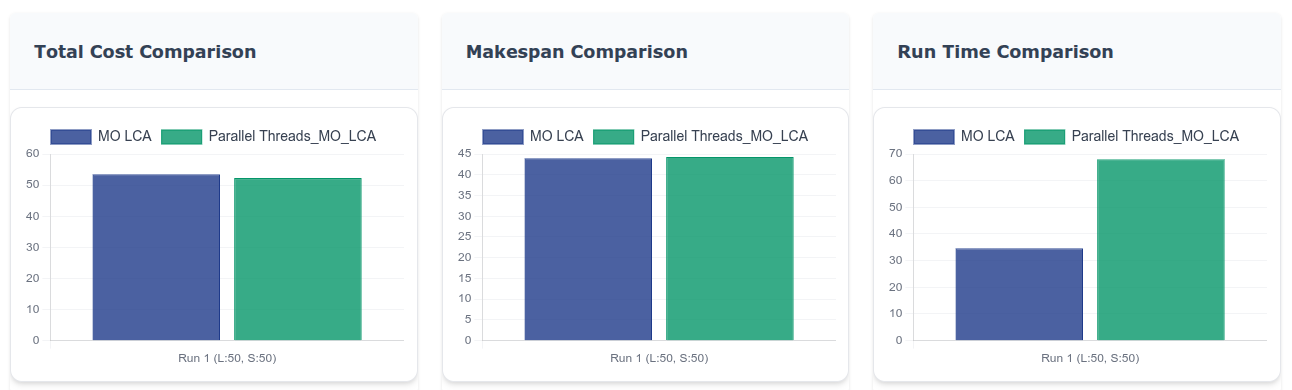 Total Cost Comparison
MO LCA Parallel Threads_MO_LCA
60
50
40
30
20
10
0
Run 1 (L:50, S:50)
Makespan Comparison
MO LCA Parallel Threads_MO_LCA
45
40
35
30
25
20
15
10
5
0
Run 1 (L:50, S:50)
Run Time Comparison
MO LCA Parallel Threads_MO_LCA
70
60
50
40
30
20
10
0
Run 1 (L:50, S:50)